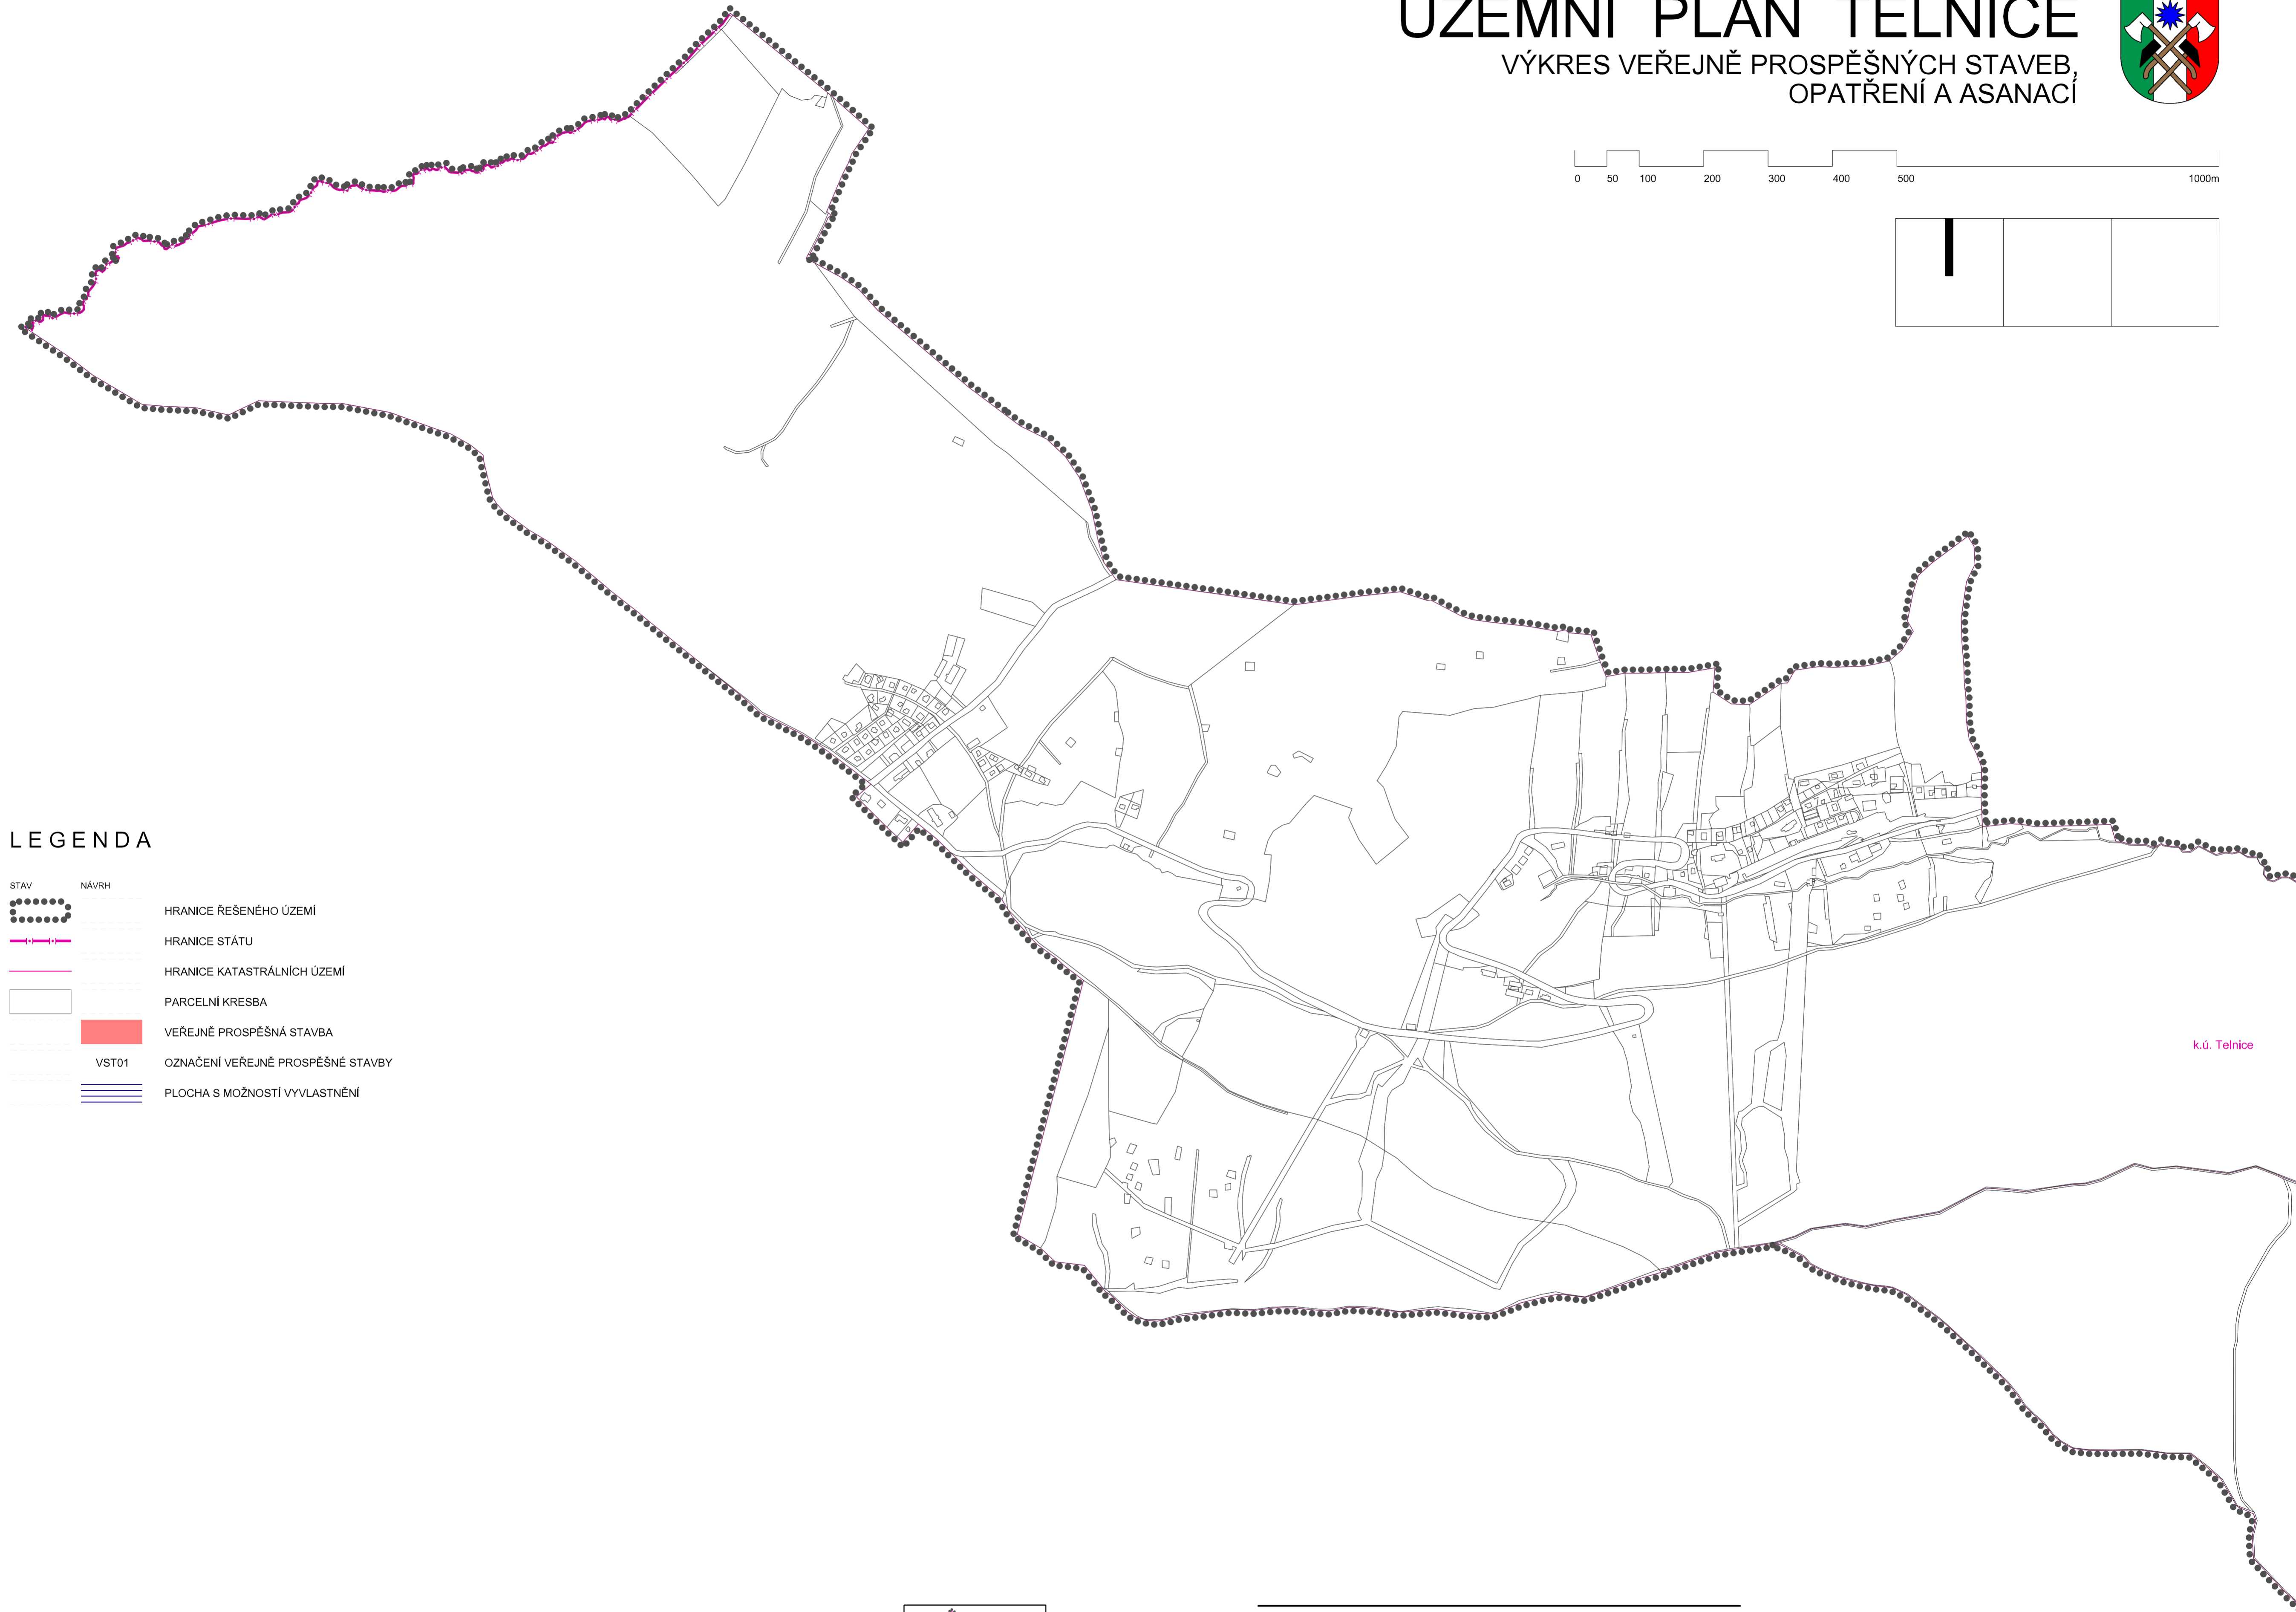 ÚZEMNÍ PLÁN TELNICE
VÝKRES VEŘEJNĚ PROSPĚŠNÝCH STAVEB,
OPATŘENÍ A ASANACÍ
0 50 100 200 300 400 500 1000m
LEGENDA
STAV NÁVRH
HRANICE ŘEŠENÉHO ÚZEMÍ
HRANICE STÁTU
HRANICE KATASTRÁLNÍCH ÚZEMÍ
PARCELNÍ KRESBA
VEŘEJNĚ PROSPĚŠNÁ STAVBA
VST01 OZNAČENÍ VEŘEJNĚ PROSPĚŠNÉ STAVBY
PLOCHA S MOŽNOSTÍ VYVLASTNĚNÍ
k.ú. Telnice